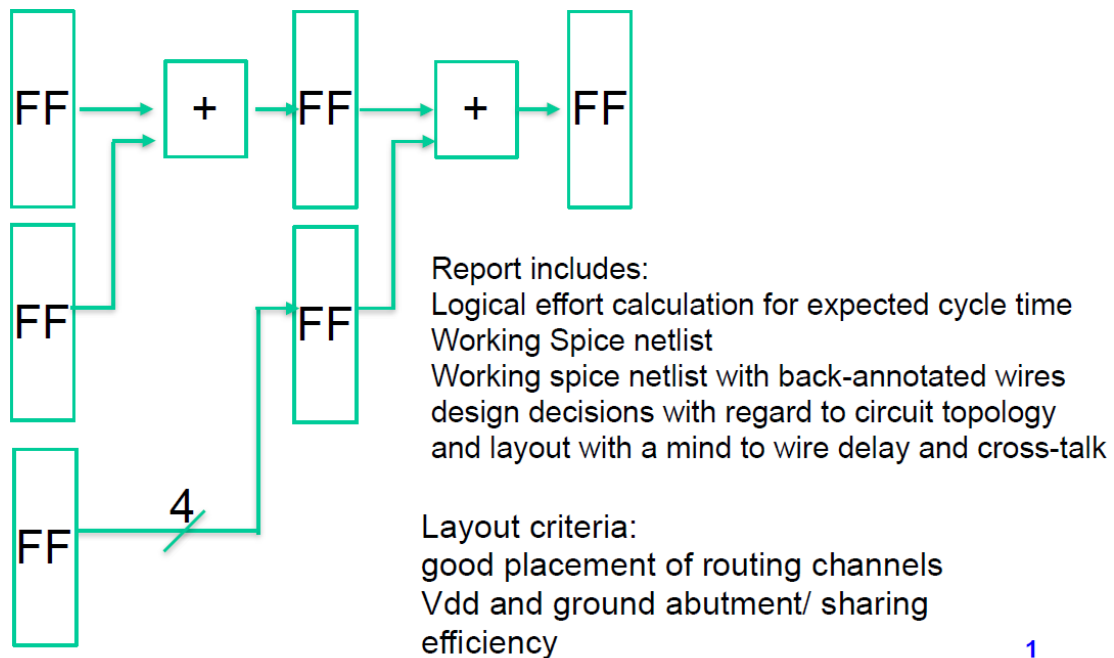 FF
+
FF
+
FF
FF
FF
4
FF
Report includes:
Logical effort calculation for expected cycle time
Working Spice netlist
Working spice netlist with back-annotated wires
design decisions with regard to circuit topology
and layout with a mind to wire delay and cross-talk
Layout criteria:
good placement of routing channels
Vdd and ground abutment/ sharing
efficiency
1